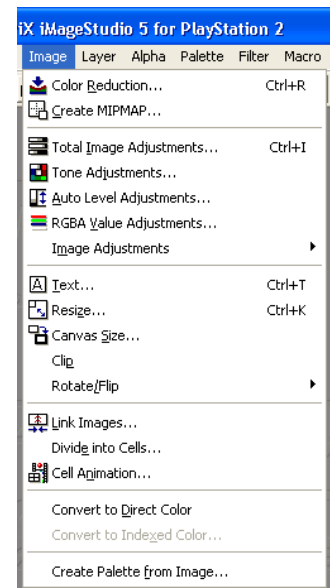 iX iMageStudio 5 for PlayStation 2
Image Layer Alpha Palette Filter Macro
Color Reduction... Ctrl+R
Create MIPMAP...
Total Image Adjustments... Ctrl+I
Tone Adjustments...
Auto Level Adjustments...
RGBA Value Adjustments...
Image Adjustments
Text... Ctrl+T
Resize... Ctrl+Z
Canvas Size...
Clip
Rotate/Flip
Link Images...
Divide into Cells...
Cell Animation...
Convert to Direct Color
Convert to Indexed Color...
Create Palette from Image...